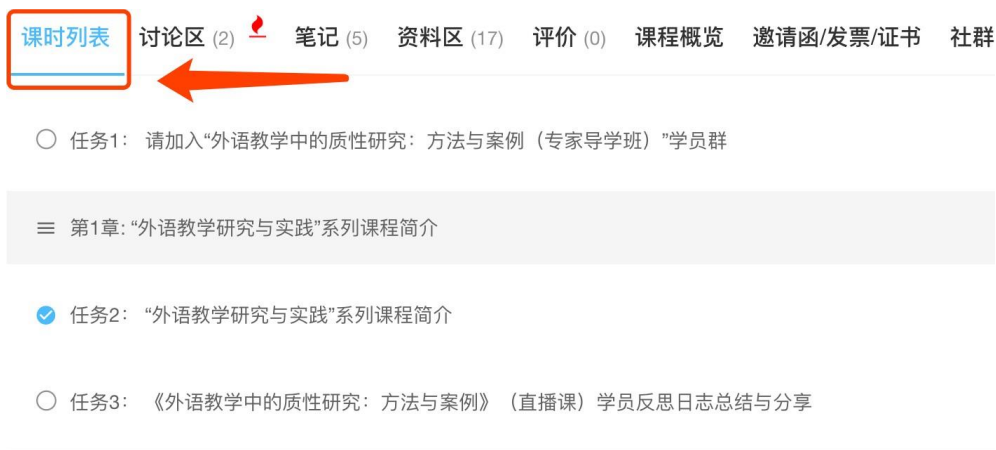 课时列表 讨论区 (2) 笔记 (5) 资料区 (17) 评价 (0) 课程概览 邀请函/发票/证书 社群
任务1： 请加入“外语教学中的质性研究：方法与案例（专家导学班）”学员群
第1章: “外语教学研究与实践”系列课程简介
任务2： “外语教学研究与实践”系列课程简介
任务3： 《外语教学中的质性研究：方法与案例》（直播课）学员反思日志总结与分享